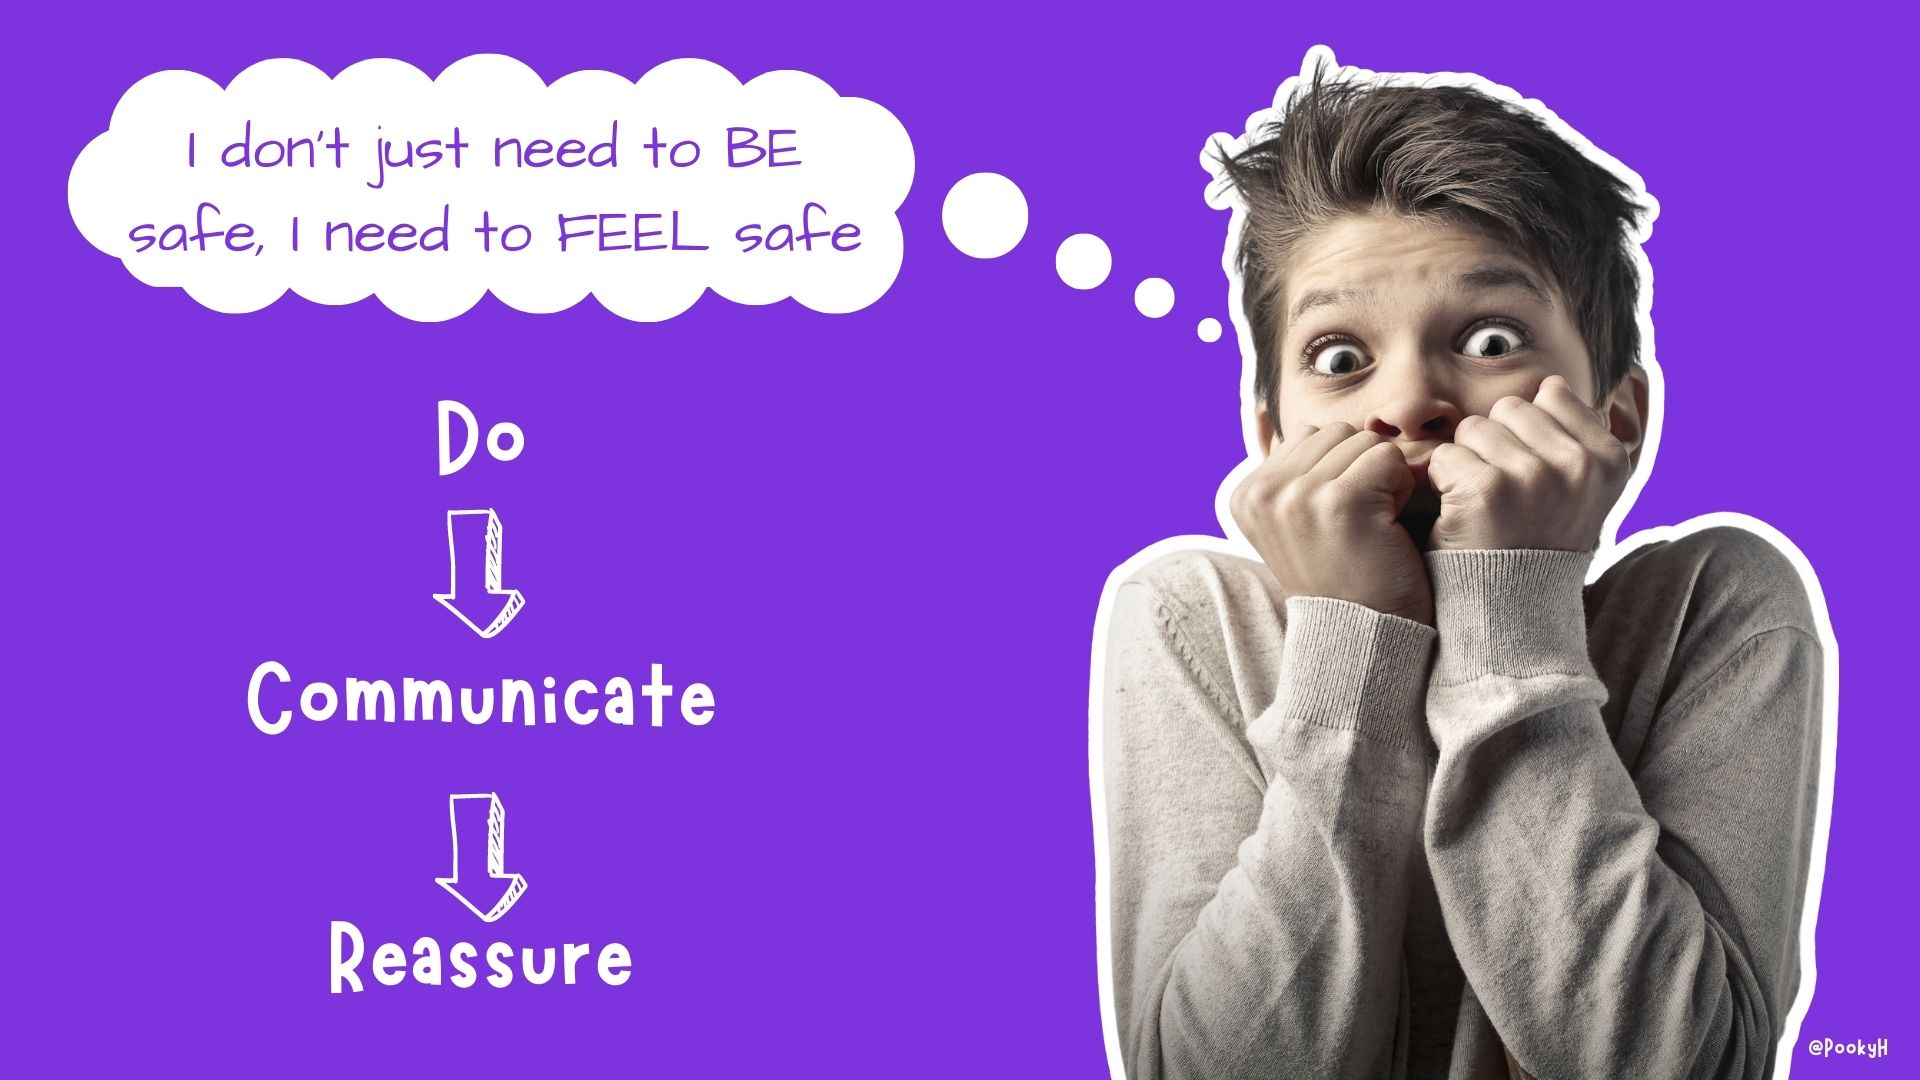 I don't just need to BE
safe, I need to FEEL safe
Do
Communicate
Reassure
@PookyH